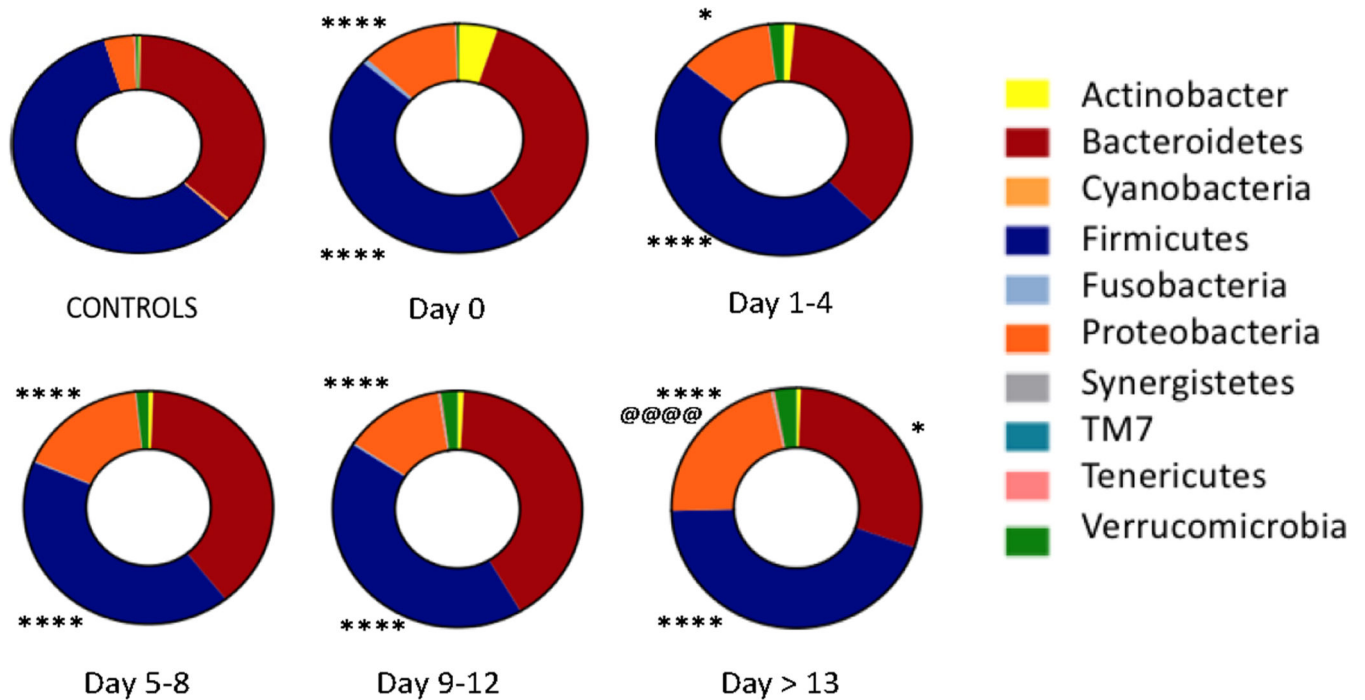 **** *
**** ****
CONTROLS Day 0 Day 1-4
**** **** ****
@@@@
*
**** **** ****
Day 5-8 Day 9-12 Day > 13
Actinobacter
Bacteroidetes
Cyanobacteria
Firmicutes
Fusobacteria
Proteobacteria
Synergistetes
TM7
Tenericutes
Verrucomicrobia